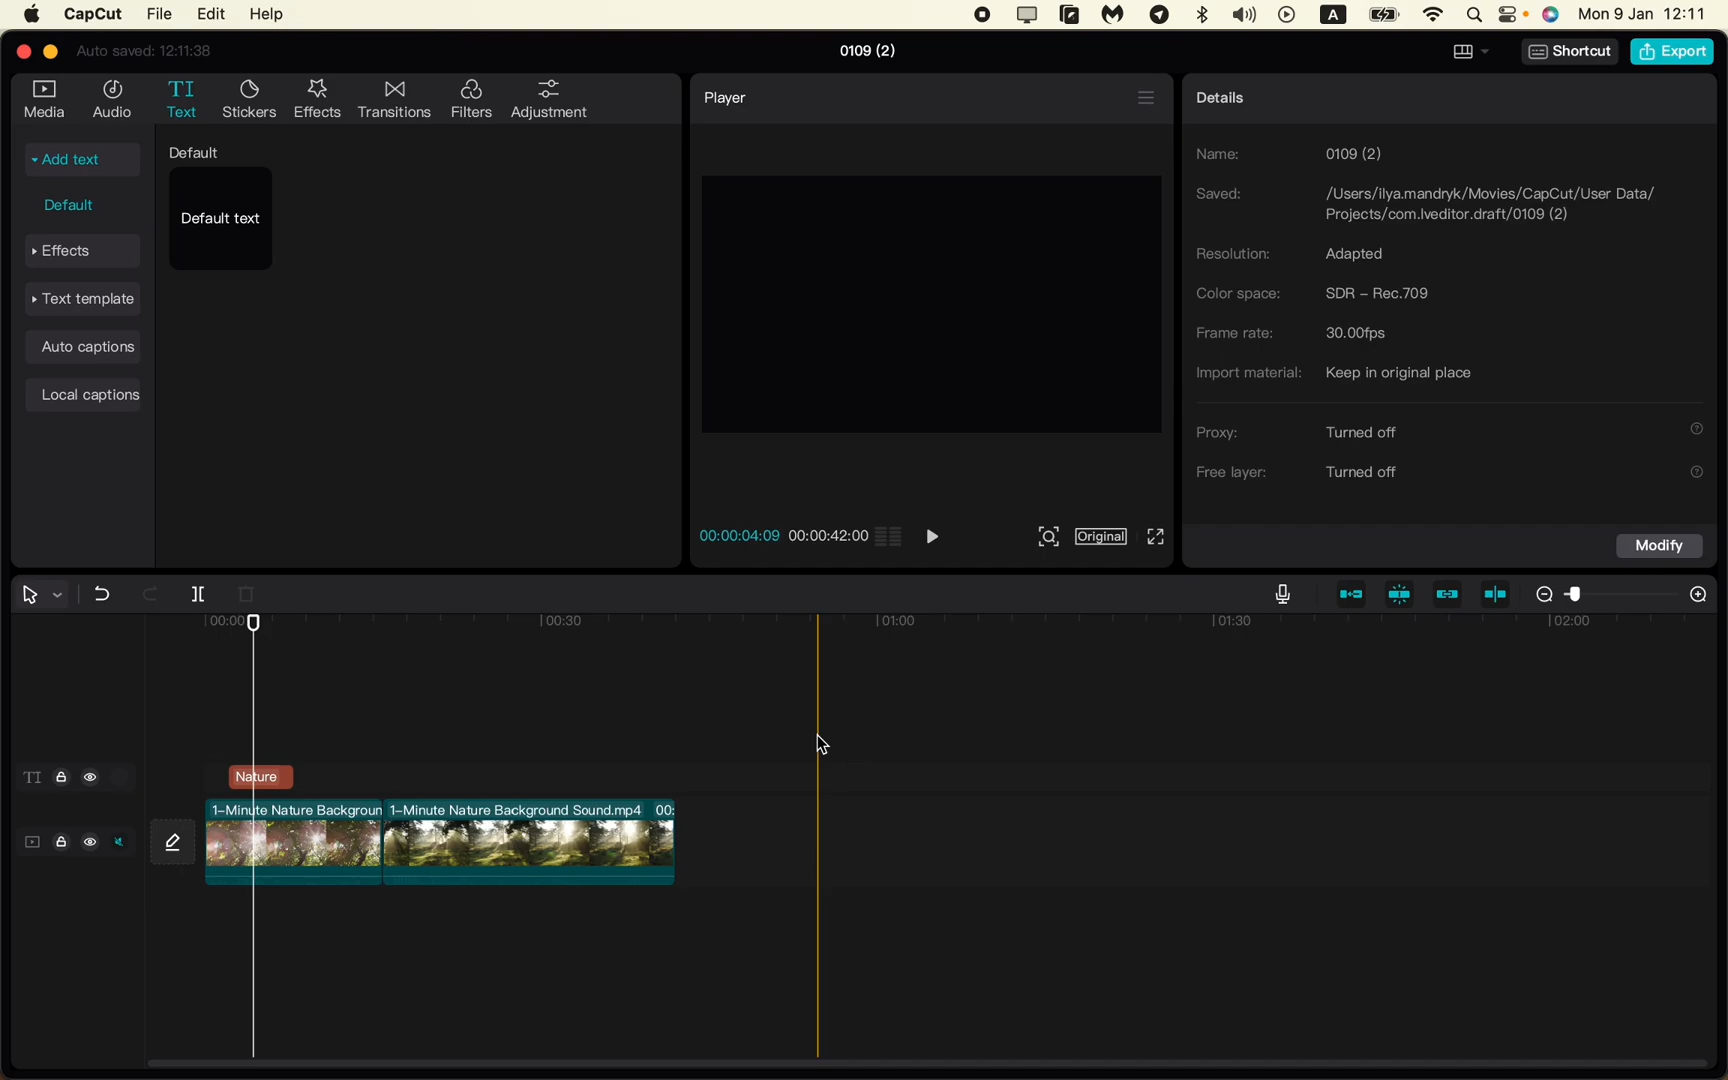 CapCut File Edit Help A Mon 9 Jan 12:11
Auto saved: 12:11:38 0109 (2) Shortcut Export
Media Audio TI Text Stickers Effects Transitions Filters Adjustment
Add text
Default
Effects
Text template
Auto captions
Local captions
Default
Default text
Player
00:00:04:09 00:00:42:00 Original
Details
Name: 0109 (2)
Saved: /Users/ilya.mandryk/Movies/CapCut/User Data/
Projects/com.lveditor.draft/0109 (2)
Resolution: Adapted
Color space: SDR – Rec.709
Frame rate: 30.00fps
Import material: Keep in original place
Proxy: Turned off ?
Free layer: Turned off ?
Modify
00:00 00:30 01:00 01:30 02:00
TI Nature
1-Minute Nature Backgroun 1-Minute Nature Background Sound.mp4 00: